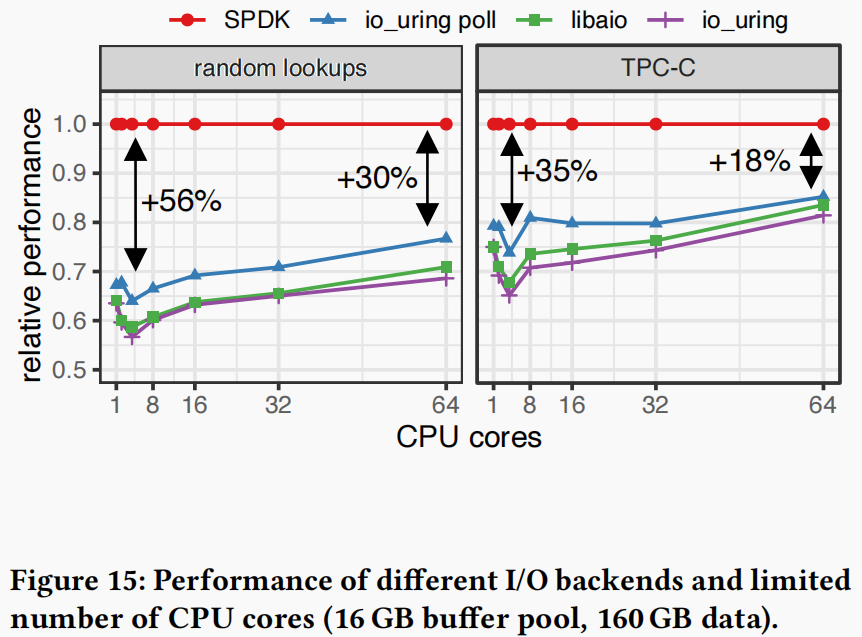 SPDK io_uring poll libaio io_uring
random lookups TPC-C
relative performance
1.0
0.9
0.8
0.7
0.6
0.5
+56%
+30%
+35%
+18%
1 8 16 32 64 1 8 16 32 64
CPU cores
Figure 15: Performance of different I/O backends and limited
number of CPU cores (16 GB buffer pool, 160 GB data).